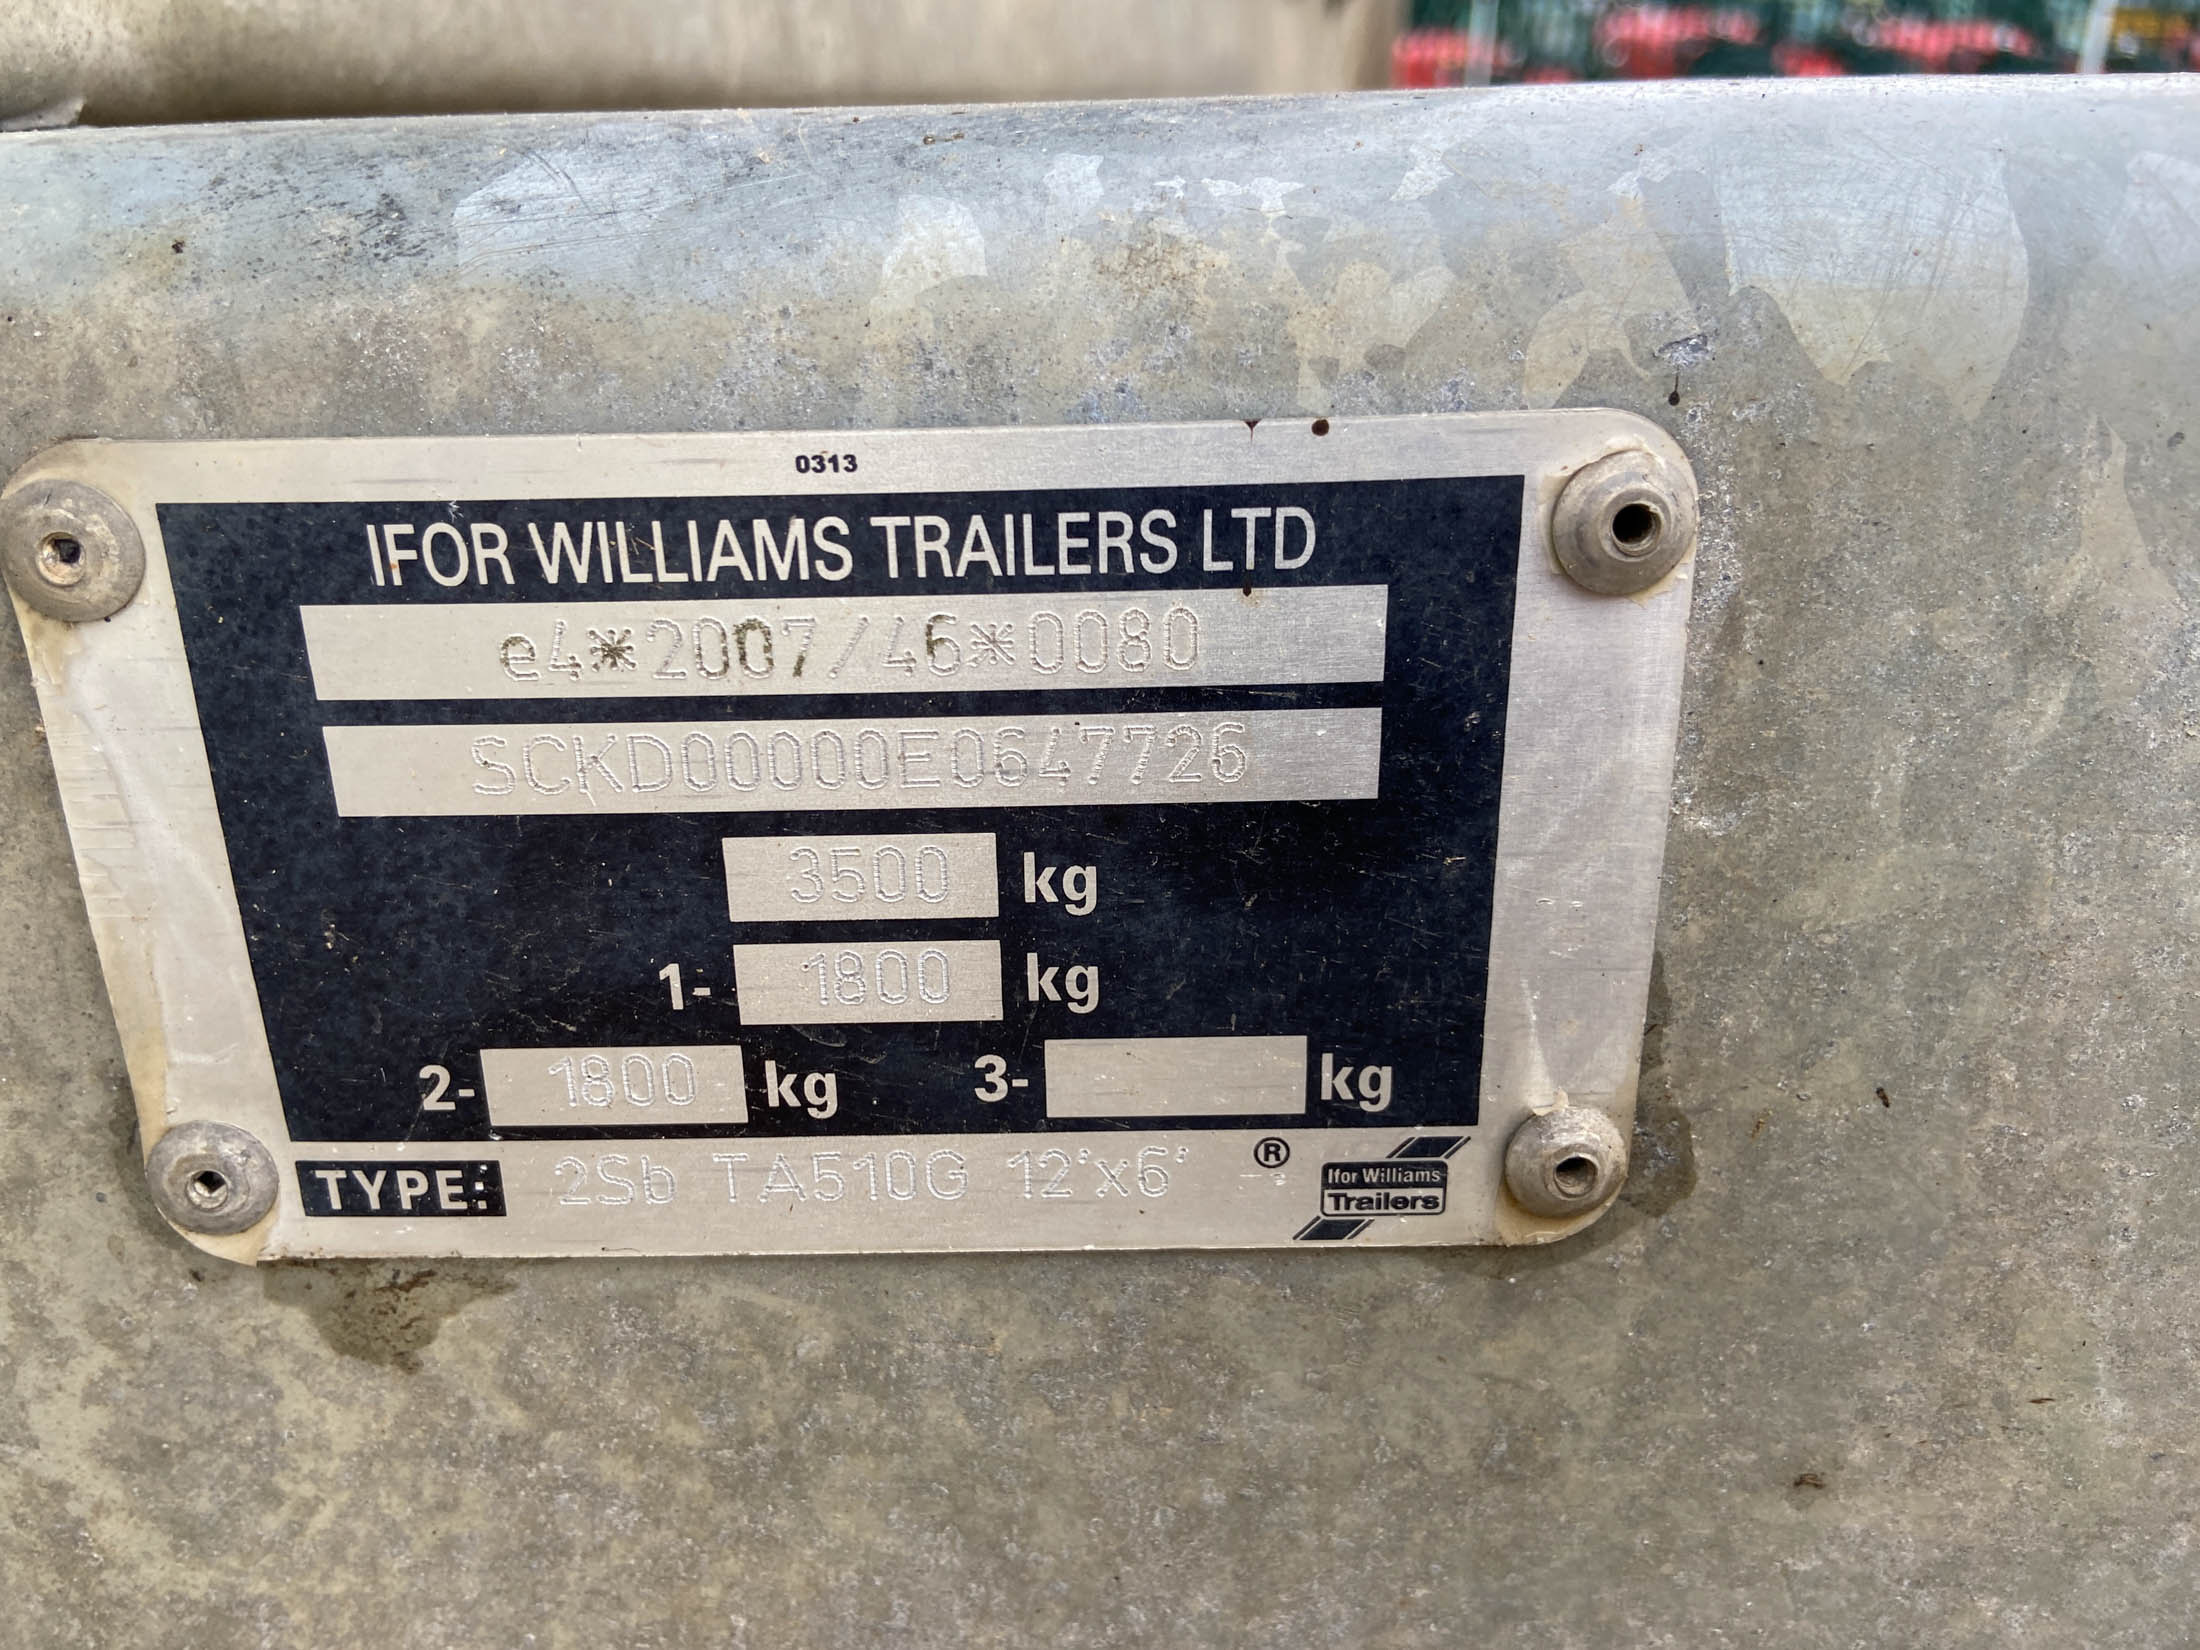 0313
IFOR WILLIAMS TRAILERS LTD
e4*2007/46*0080
SCKD00000E0647726
3500 kg
1- 1800 kg
2- 1800 kg 3- kg
TYPE: 2Sb TA510G 12'x6' ®
Ifor Williams
Trailers